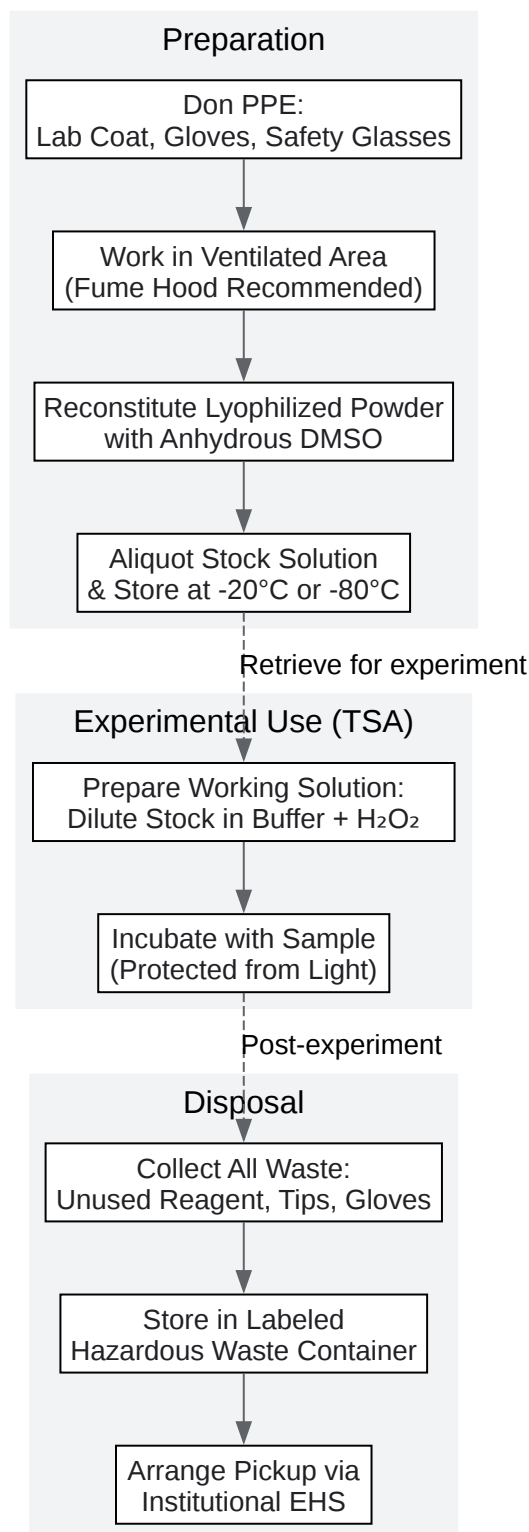 Preparation
Don PPE:
Lab Coat, Gloves, Safety Glasses
Work in Ventilated Area
(Fume Hood Recommended)
Reconstitute Lyophilized Powder
with Anhydrous DMSO
Aliquot Stock Solution
& Store at -20°C or -80°C
Retrieve for experiment
Experimental Use (TSA)
Prepare Working Solution:
Dilute Stock in Buffer + H₂O₂
Incubate with Sample
(Protected from Light)
Post-experiment
Disposal
Collect All Waste:
Unused Reagent, Tips, Gloves
Store in Labeled
Hazardous Waste Container
Arrange Pickup via
Institutional EHS